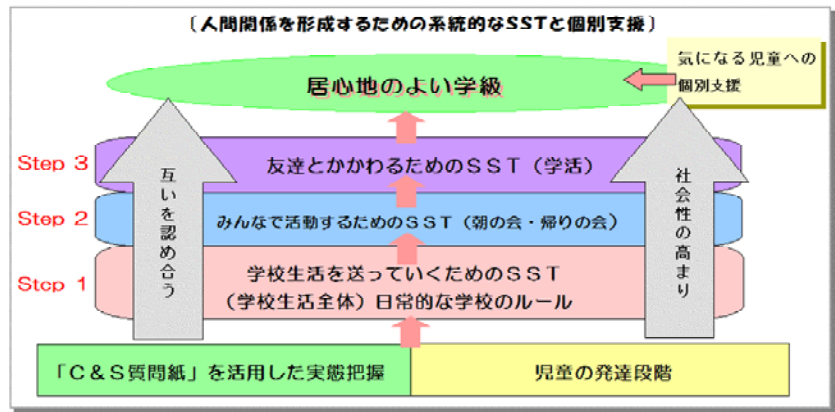 〔人間関係を形成するための系統的なSSTと個別支援〕
気になる児童への
個別支援
居心地のよい学級
Step 3
友達とかかわるためのSST（学活）
Step 2
みんなで活動するためのSST（朝の会・帰りの会）
Step 1
学校生活を送っていくためのSST
（学校生活全体）日常的な学校のルール
互いを認め合う
社会性の高まり
「C＆S質問紙」を活用した実態把握
児童の発達段階